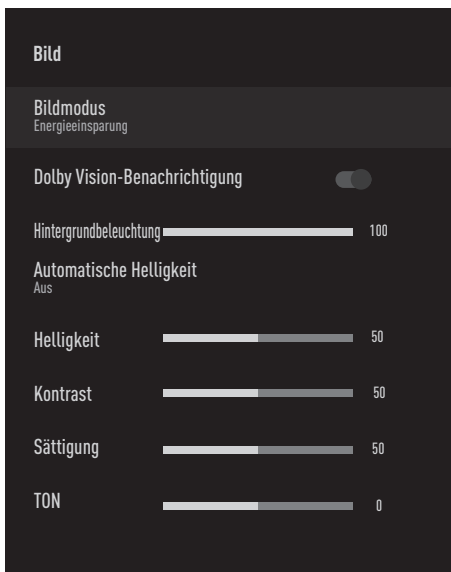 Bild
Bildmodus
Energieeinsparung
Dolby Vision-Benachrichtigung
Hintergrundbeleuchtung 100
Automatische Helligkeit
Aus
Helligkeit 50
Kontrast 50
Sättigung 50
TON 0